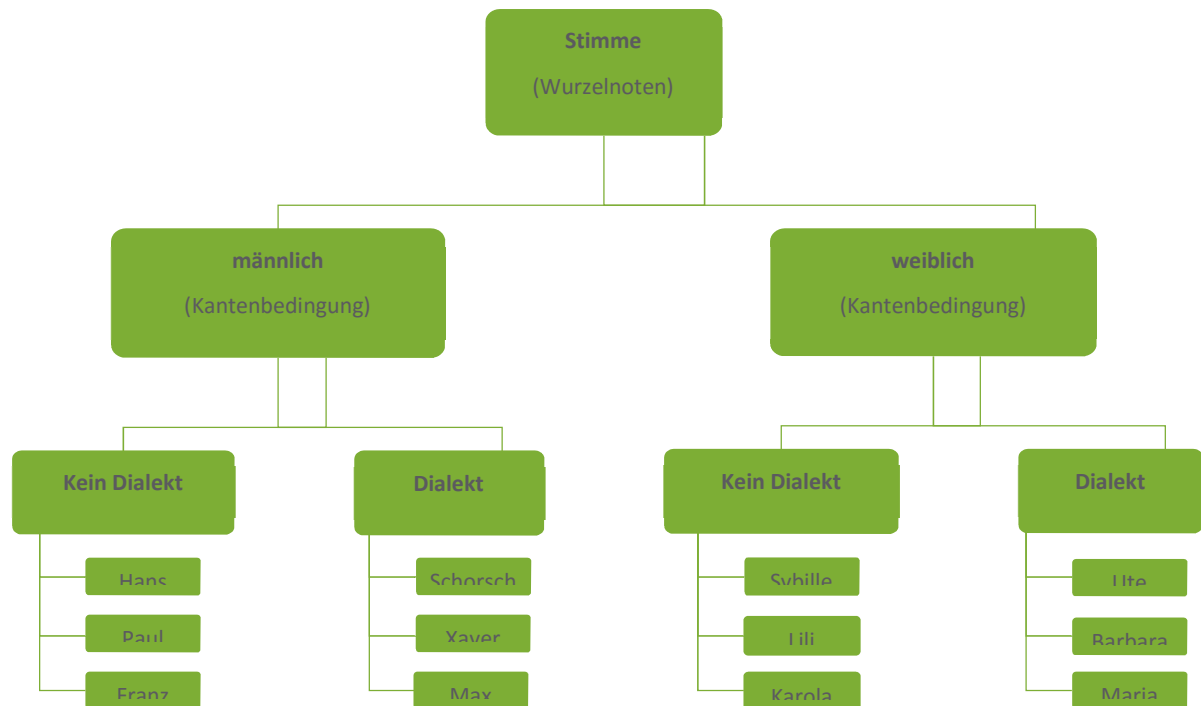 Stimme
(Wurzelnoten)
männlich
(Kantenbedingung)
weiblich
(Kantenbedingung)
Kein Dialekt
Dialekt
Kein Dialekt
Dialekt
Hans
Paul
Franz
Schorsch
Xaver
Max
Sybille
Lili
Karola
Ute
Barbara
Maria